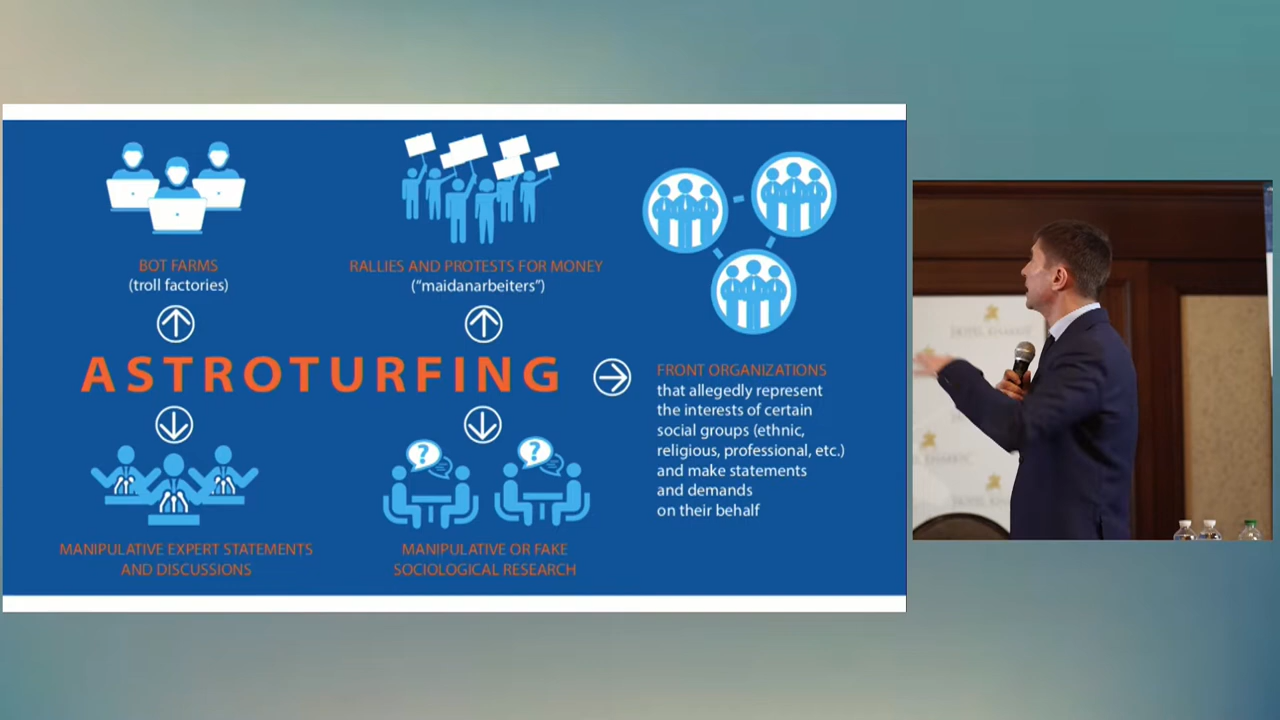 BOT FARMS
(troll factories)
RALLIES AND PROTESTS FOR MONEY
(“maidanarbeiters”)
ASTROTURFING
FRONT ORGANIZATIONS
that allegedly represent
the interests of certain
social groups (ethnic,
religious, professional, etc.)
and make statements
and demands
on their behalf
?
?
MANIPULATIVE EXPERT STATEMENTS
AND DISCUSSIONS
MANIPULATIVE OR FAKE
SOCIOLOGICAL RESEARCH